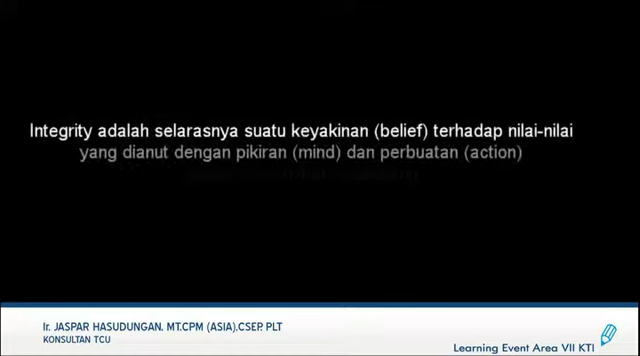 Integrity adalah selarasnya suatu keyakinan (belief) terhadap nilai-nilai
yang dianut dengan pikiran (mind) dan perbuatan (action)
Ir. JASPAR HASUDUNGAN. MT.CPM (ASIA).CSEP. PLT
KONSULTAN TCU
Learning Event Area VII KTI